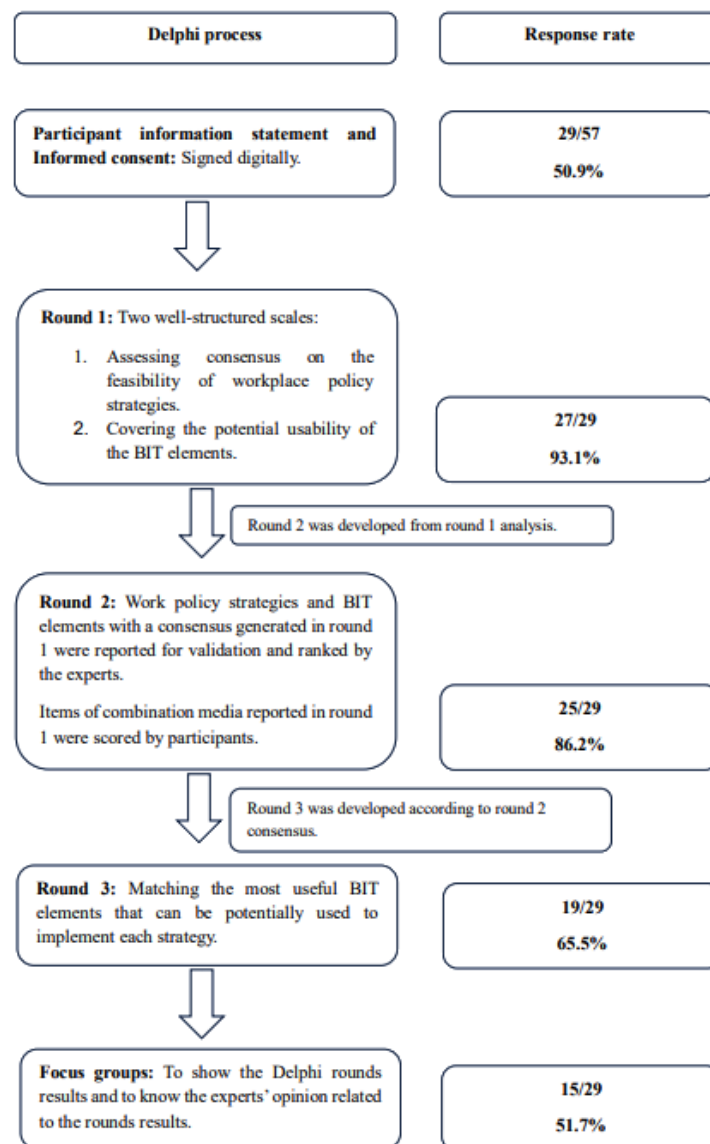 Delphi process
Response rate
Participant information statement and
Informed consent: Signed digitally.
29/57
50.9%
Round 1: Two well-structured scales:
1. Assessing consensus on the
feasibility of workplace policy
strategies.
2. Covering the potential usability of
the BIT elements.
27/29
93.1%
Round 2 was developed from round 1 analysis.
Round 2: Work policy strategies and BIT
elements with a consensus generated in round
1 were reported for validation and ranked by
the experts.
Items of combination media reported in round
1 were scored by participants.
25/29
86.2%
Round 3 was developed according to round 2
consensus.
Round 3: Matching the most useful BIT
elements that can be potentially used to
implement each strategy.
19/29
65.5%
Focus groups: To show the Delphi rounds
results and to know the experts' opinion related
to the rounds results.
15/29
51.7%